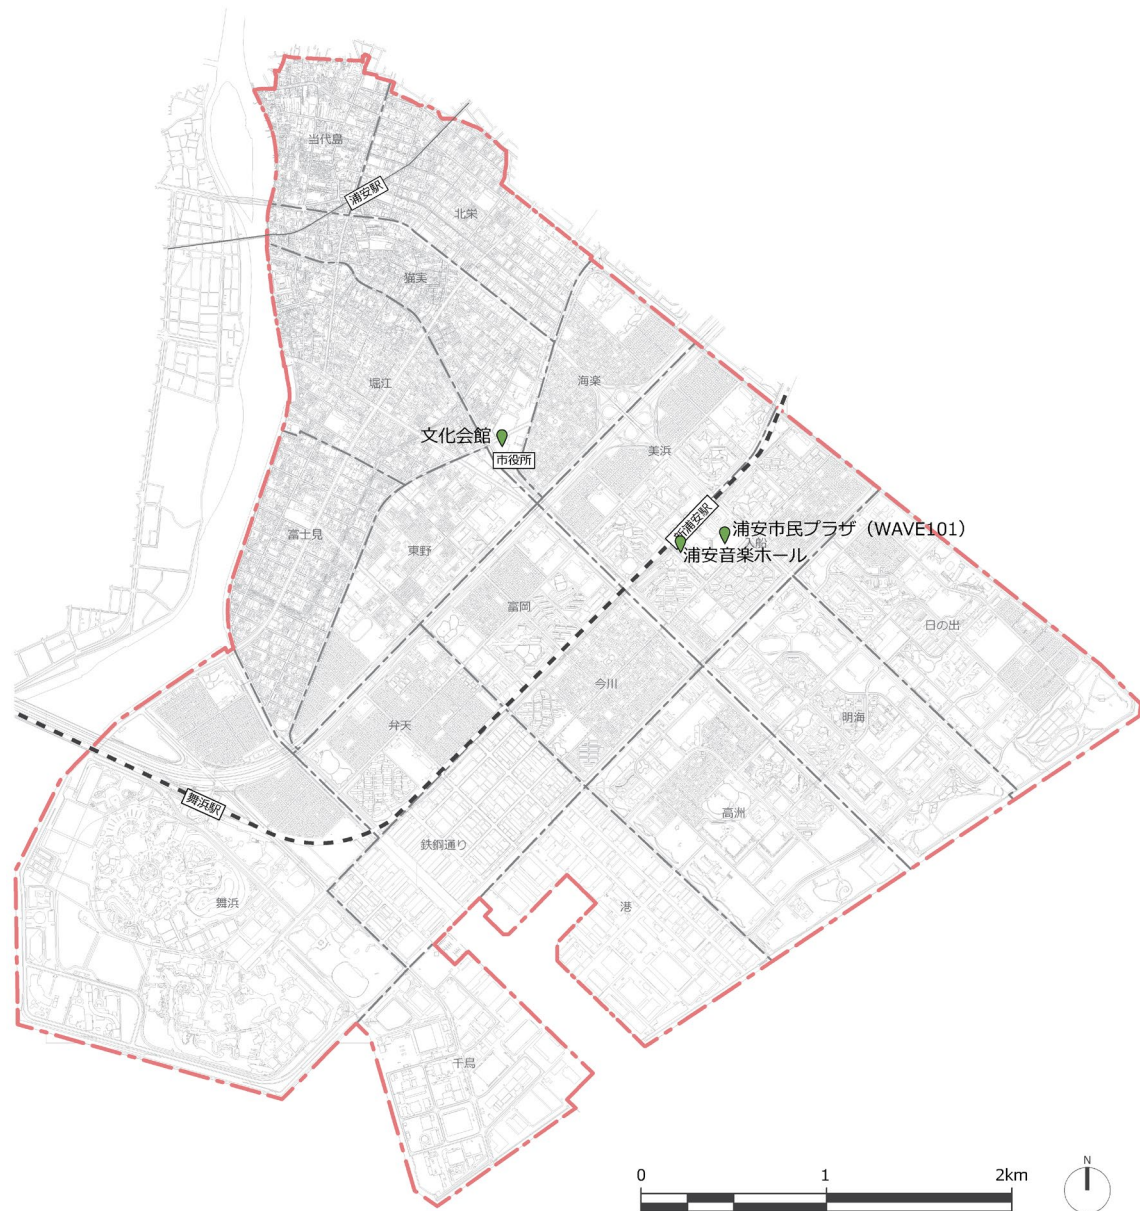 当代島
浦安駅
北栄
猫実
堀江
海楽
文化会館
市役所
美浜
新浦安駅
浦安市民プラザ（WAVE101）
入船
浦安音楽ホール
富士見
東野
富岡
日の出
今川
明海
弁天
舞浜駅
高洲
鉄鋼通り
舞浜
港
千鳥
0 1 2km
N